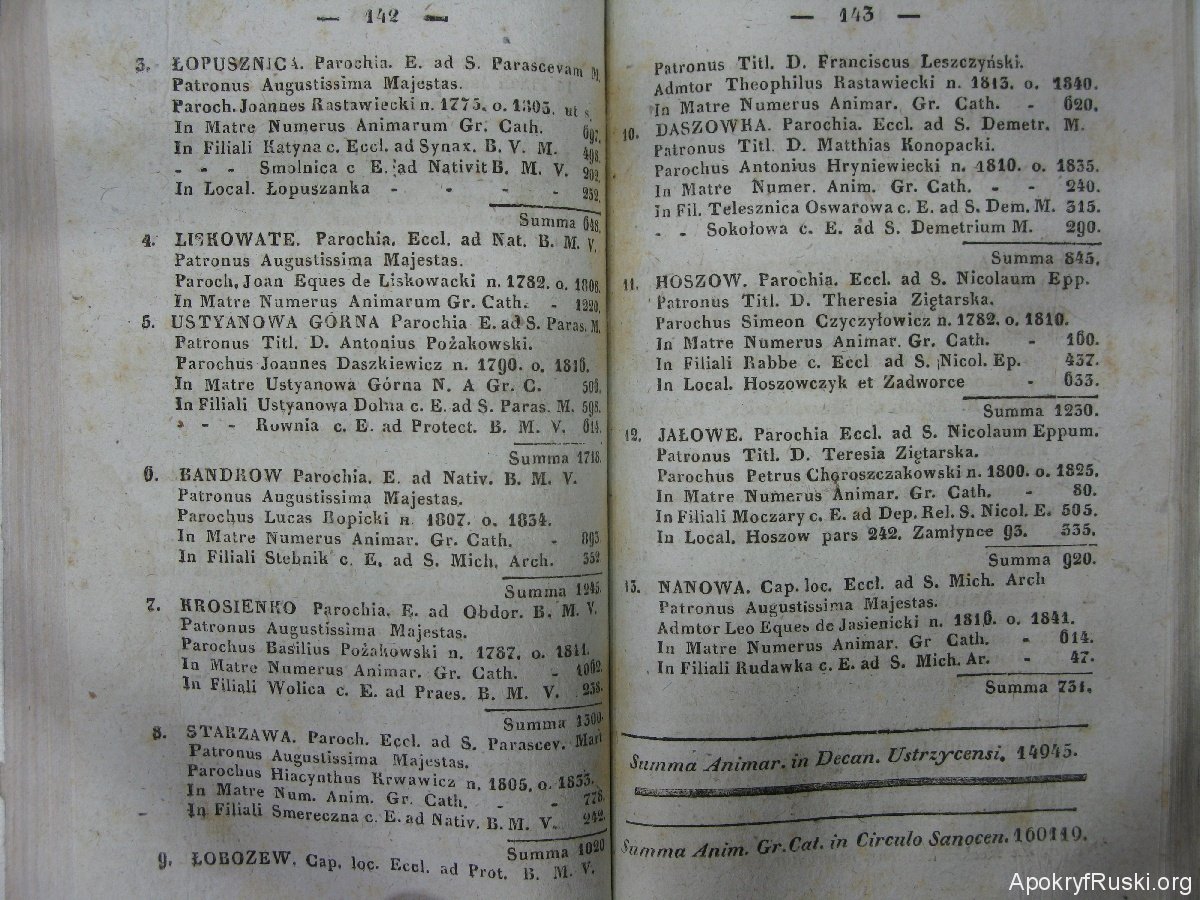 — 142 —
3. ŁOPUSZNICA. Parochia. E. ad S. Parascevam M.
Patronus Augustissima Majestas.
Paroch. Joannes Rastawiecki n. 1775. o. 1803. ut s.
In Matre Numerus Animarum Gr. Cath. 697.
In Filiali Katyna c. Eccl. ad Synax. B. V. M. 498.
- - - Smolnica c E. ad Nativit B. M. V. 202.
In Local. Łopuszanka - - - - 252.
Summa 648.
4. LISKOWATE. Parochia. Eccl. ad Nat. B. M. V.
Patronus Augustissima Majestas.
Paroch. Joan Eques de Liskowacki n. 1782. o. 1808.
In Matre Numerus Animarum Gr. Cath. - 1220.
5. USTYANOWA GÓRNA Parochia E. ad S. Paras. M.
Patronus Titl. D. Antonius Pożakowski.
Parochus Joannes Daszkiewicz n. 1790. o. 1816.
In Matre Ustyanowa Górna N. A Gr. C. 506.
In Filiali Ustyanowa Dolna c. E. ad S. Paras. M. 598.
- - - Rownia c. E. ad Protect. B. M. V. 614.
Summa 1718.
6. BANDROW Parochia. E. ad Nativ. B. M. V.
Patronus Augustissima Majestas.
Parochus Lucas Ropicki n. 1807. o. 1834.
In Matre Numerus Animar. Gr. Cath. - 893.
In Filiali Stebnik c. E. ad S. Mich. Arch. 352
Summa 1245.
7. KROSIENKO Parochia. E. ad Obdor. B. M. V.
Patronus Augustissima Majestas.
Parochus Basilius Pożakowski n. 1787. o. 1811.
In Matre Numerus Animar. Gr. Cath. - 1062.
In Filiali Wolica c. E. ad Praes. B. M. V. 238.
Summa 1300.
8. STARZAWA. Paroch. Eccl. ad S. Parascev. Mart
Patronus Augustissima Majestas.
Parochus Hiacynthus Krwawicz n. 1805. o. 1833.
In Matre Num. Anim. Gr. Cath. - - 778.
In Filiali Smereczna c. E. ad Nativ. B. M. V. 242.
Summa 1020
9. ŁOBOZEW. Cap. loc. Eccl. ad Prot. B. M. V.
— 143 —
Patronus Titl. D. Franciscus Leszczyński.
Admtor Theophilus Rastawiecki n. 1813. o. 1840.
In Matre Numerus Animar. Gr. Cath. - 620.
10. DASZOWKA. Parochia. Eccl. ad S. Demetr. M.
Patronus Titl. D. Matthias Konopacki.
Parochus Antonius Hryniewiecki n. 1810. o. 1835.
In Matre Numer. Anim. Gr. Cath. - - 240.
In Fil. Telesznica Oswarowa c. E. ad S. Dem. M. 315.
- - Sokołowa c. E. ad S. Demetrium M. 290.
Summa 845.
11. HOSZOW. Parochia. Eccl. ad S. Nicolaum Epp.
Patronus Titl. D. Theresia Ziętarska.
Parochus Simeon Czyczyłowicz n. 1782. o. 1810.
In Matre Numerus Animar. Gr. Cath. - 160.
In Filiali Rabbe c. Eccl ad S. Nicol. Ep. 437.
In Local. Hoszowczyk et Zadworce - 633.
Summa 1230.
12. JAŁOWE. Parochia Eccl. ad S. Nicolaum Eppum.
Patronus Titl. D. Teresia Ziętarska.
Parochus Petrus Choroszczakowski n. 1800. o. 1825.
In Matre Numerus Animar. Gr. Cath. - 80.
In Filiali Moczary c. E. ad Dep. Rel. S. Nicol. E. 505.
In Local. Hoszow pars 242. Zamłynce 93. 335.
Summa 920.
13. NANOWA. Cap. loc. Eccl. ad S. Mich. Arch
Patronus Augustissima Majestas.
Admtor Leo Eques de Jasienicki n. 1816. o. 1841.
In Matre Numerus Animar. Gr Cath. - 614.
In Filiali Rudawka c. E. ad S. Mich. Ar. - 47.
Summa 731.
Summa Animar. in Decan. Ustrzycensi. 14945.
Summa Anim. Gr. Cat. in Circulo Sanocen. 100110.
ApokryfRuski.org